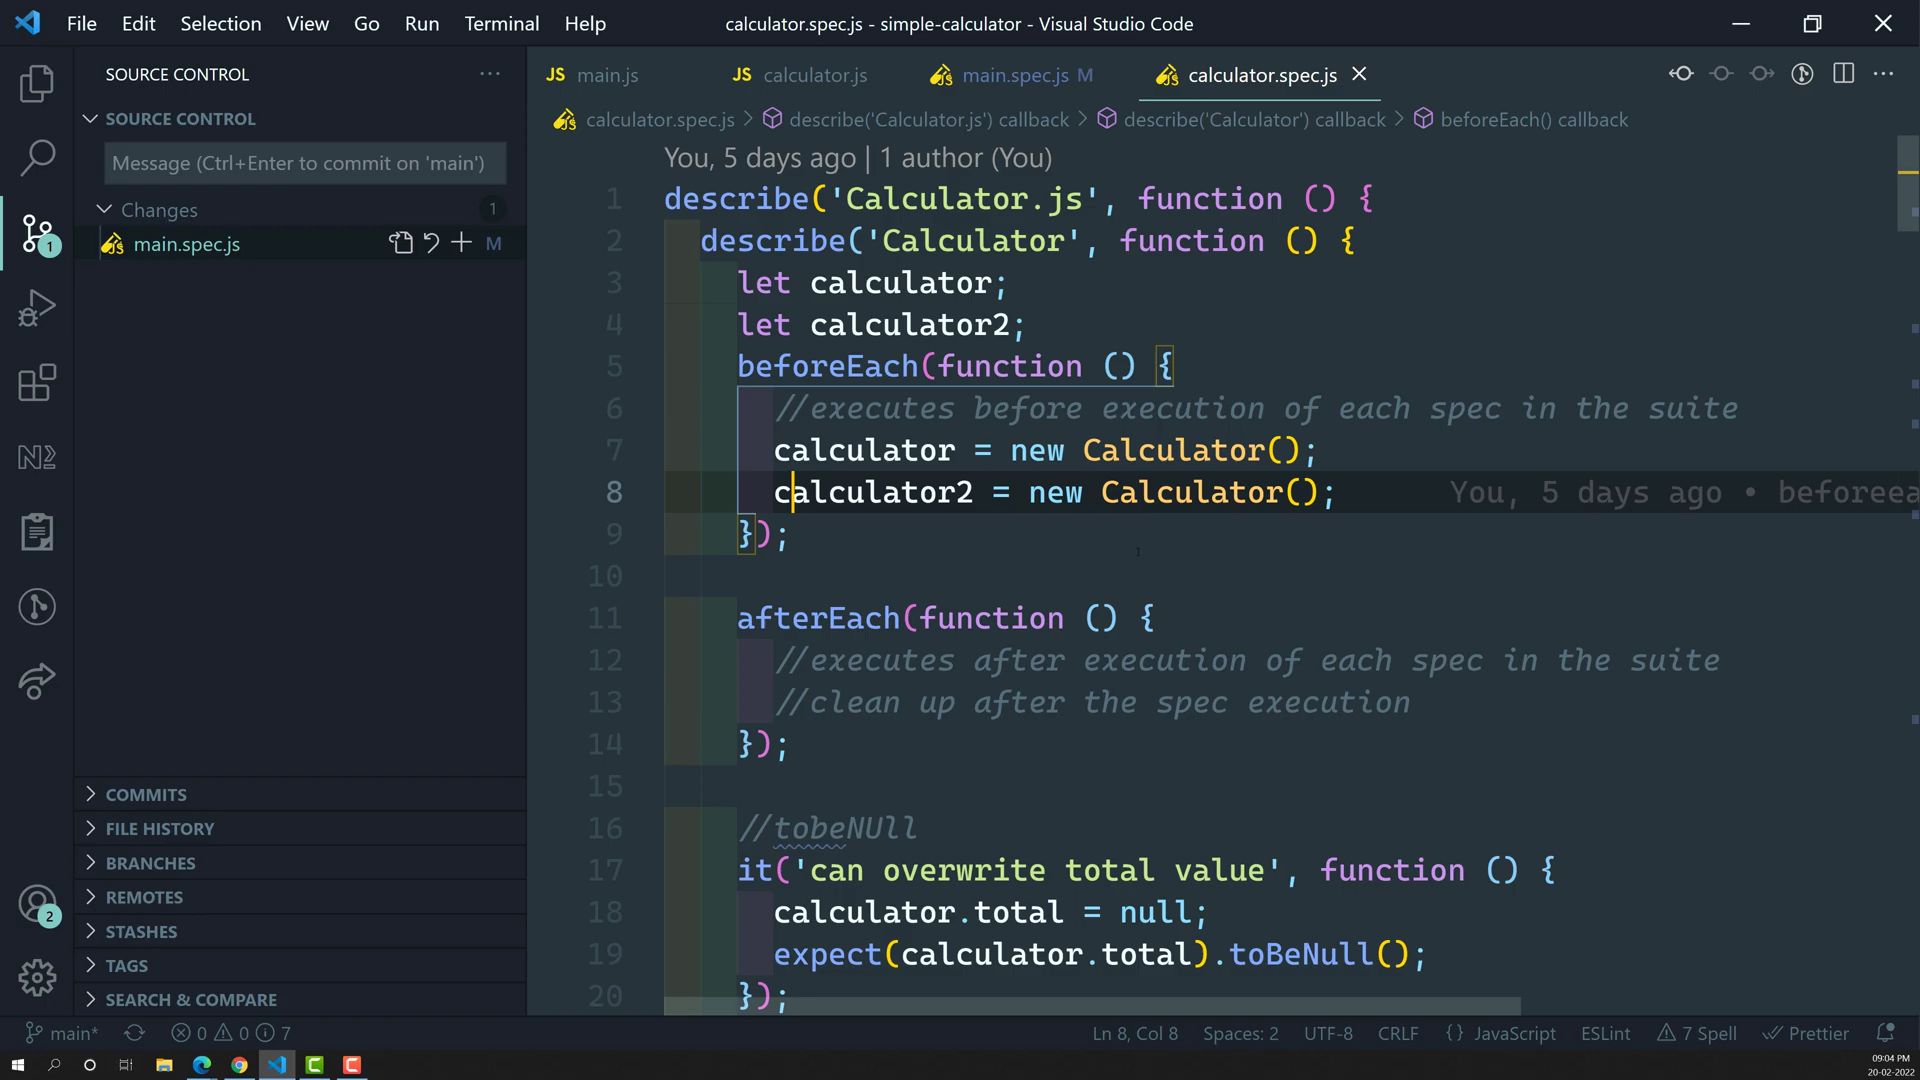 File Edit Selection View Go Run Terminal Help
calculator.spec.js - simple-calculator - Visual Studio Code
SOURCE CONTROL
SOURCE CONTROL
Message (Ctrl+Enter to commit on 'main')
Changes 1
main.spec.js M
1
2
COMMITS
FILE HISTORY
BRANCHES
REMOTES
STASHES
TAGS
SEARCH & COMPARE
JS main.js JS calculator.js main.spec.js M calculator.spec.js
calculator.spec.js > describe('Calculator.js') callback > describe('Calculator') callback > beforeEach() callback
You, 5 days ago | 1 author (You)
1 describe('Calculator.js', function () {
2 describe('Calculator', function () {
3 let calculator;
4 let calculator2;
5 beforeEach(function () {
6 //executes before execution of each spec in the suite
7 calculator = new Calculator();
8 calculator2 = new Calculator(); You, 5 days ago • beforeea
9 });
10
11 afterEach(function () {
12 //executes after execution of each spec in the suite
13 //clean up after the spec execution
14 });
15
16 //tobeNUll
17 it('can overwrite total value', function () {
18 calculator.total = null;
19 expect(calculator.total).toBeNull();
20 });
main* 0 0 7 Ln 8, Col 8 Spaces: 2 UTF-8 CRLF {} JavaScript ESLint 7 Spell Prettier
09:04 PM
20-02-2022